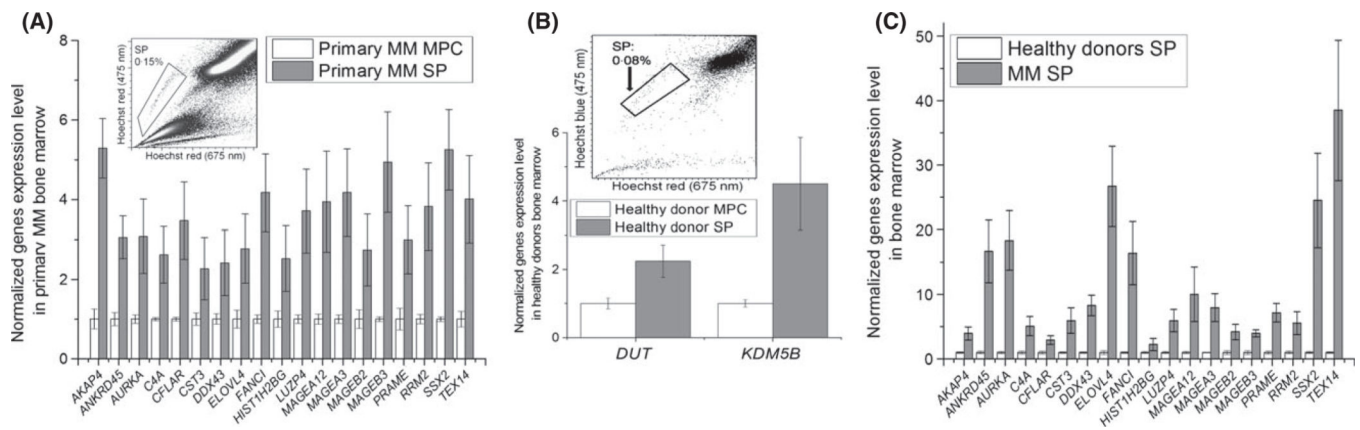 (A)
Normalized genes expression level
in primary MM bone marrow
8
6
4
2
0
SP
0·15%
Hoechst red (475 nm)
Hoechst red (675 nm)
Primary MM MPC
Primary MM SP
AKAP4
ANKRD45
AURKA
C4A
CFLAR
CST3
DDX43
ELOVL4
FANCI
HIST1H2BG
LUZP4
MAGEA12
MAGEA3
MAGEB2
MAGEB3
PRAME
RRM2
SSX2
TEX14
(B)
Normalized genes expression level
in healthy donors bone marrow
6
4
2
0
SP:
0·08%
Hoechst blue (475 nm)
Hoechst red (675 nm)
Healthy donor MPC
Healthy donor SP
DUT
KDM5B
(C)
Normalized genes expression level
in bone marrow
50
40
30
20
10
0
Healthy donors SP
MM SP
AKAP4
ANKRD45
AURKA
C4A
CFLAR
CST3
DDX43
ELOVL4
FANCI
HIST1H2BG
LUZP4
MAGEA12
MAGEA3
MAGEB2
MAGEB3
PRAME
RRM2
SSX2
TEX14